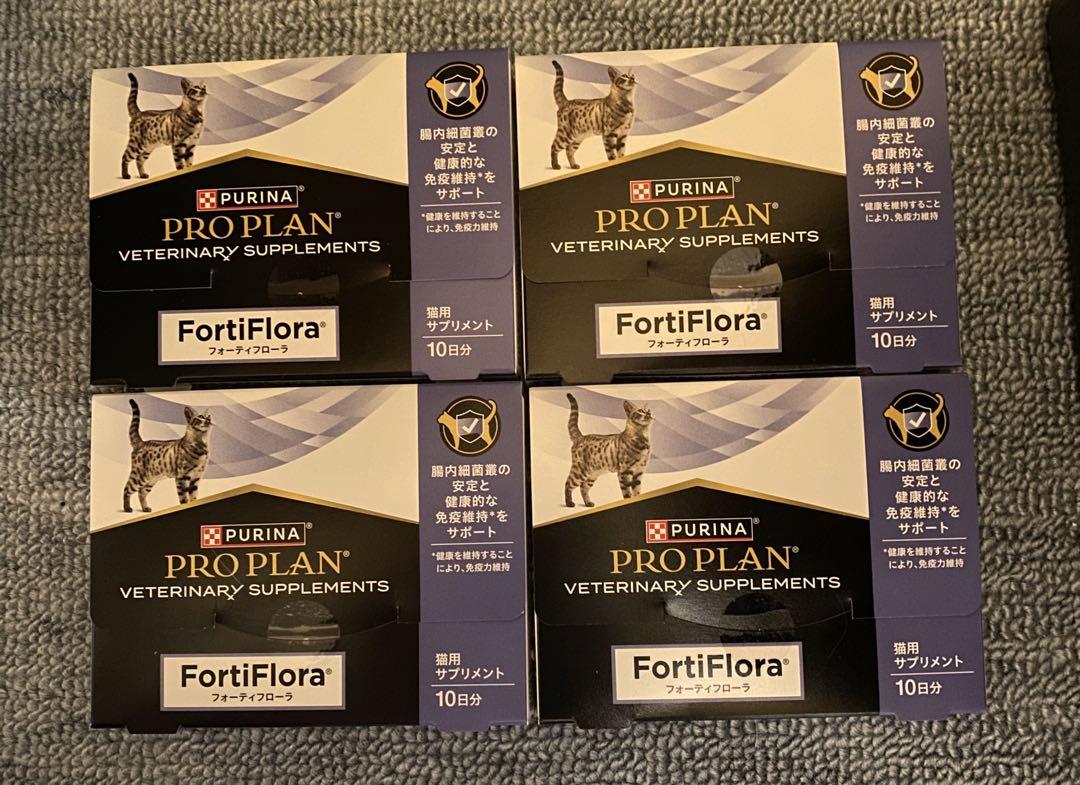 PURINA®
PRO PLAN®
VETERINARY SUPPLEMENTS
FortiFlora®
フォーティフローラ
腸内細菌叢の
安定と
健康的な
免疫維持*を
サポート
*健康を維持すること
により、免疫力維持
猫用
サプリメント
10日分
PURINA®
PRO PLAN®
VETERINARY SUPPLEMENTS
FortiFlora®
フォーティフローラ
腸内細菌叢の
安定と
健康的な
免疫維持*を
サポート
*健康を維持すること
により、免疫力維持
猫用
サプリメント
10日分
PURINA®
PRO PLAN®
VETERINARY SUPPLEMENTS
FortiFlora®
フォーティフローラ
腸内細菌叢の
安定と
健康的な
免疫維持*を
サポート
*健康を維持すること
により、免疫力維持
猫用
サプリメント
10日分
PURINA®
PRO PLAN®
VETERINARY SUPPLEMENTS
FortiFlora®
フォーティフローラ
腸内細菌叢の
安定と
健康的な
免疫維持*を
サポート
*健康を維持すること
により、免疫力維持
猫用
サプリメント
10日分